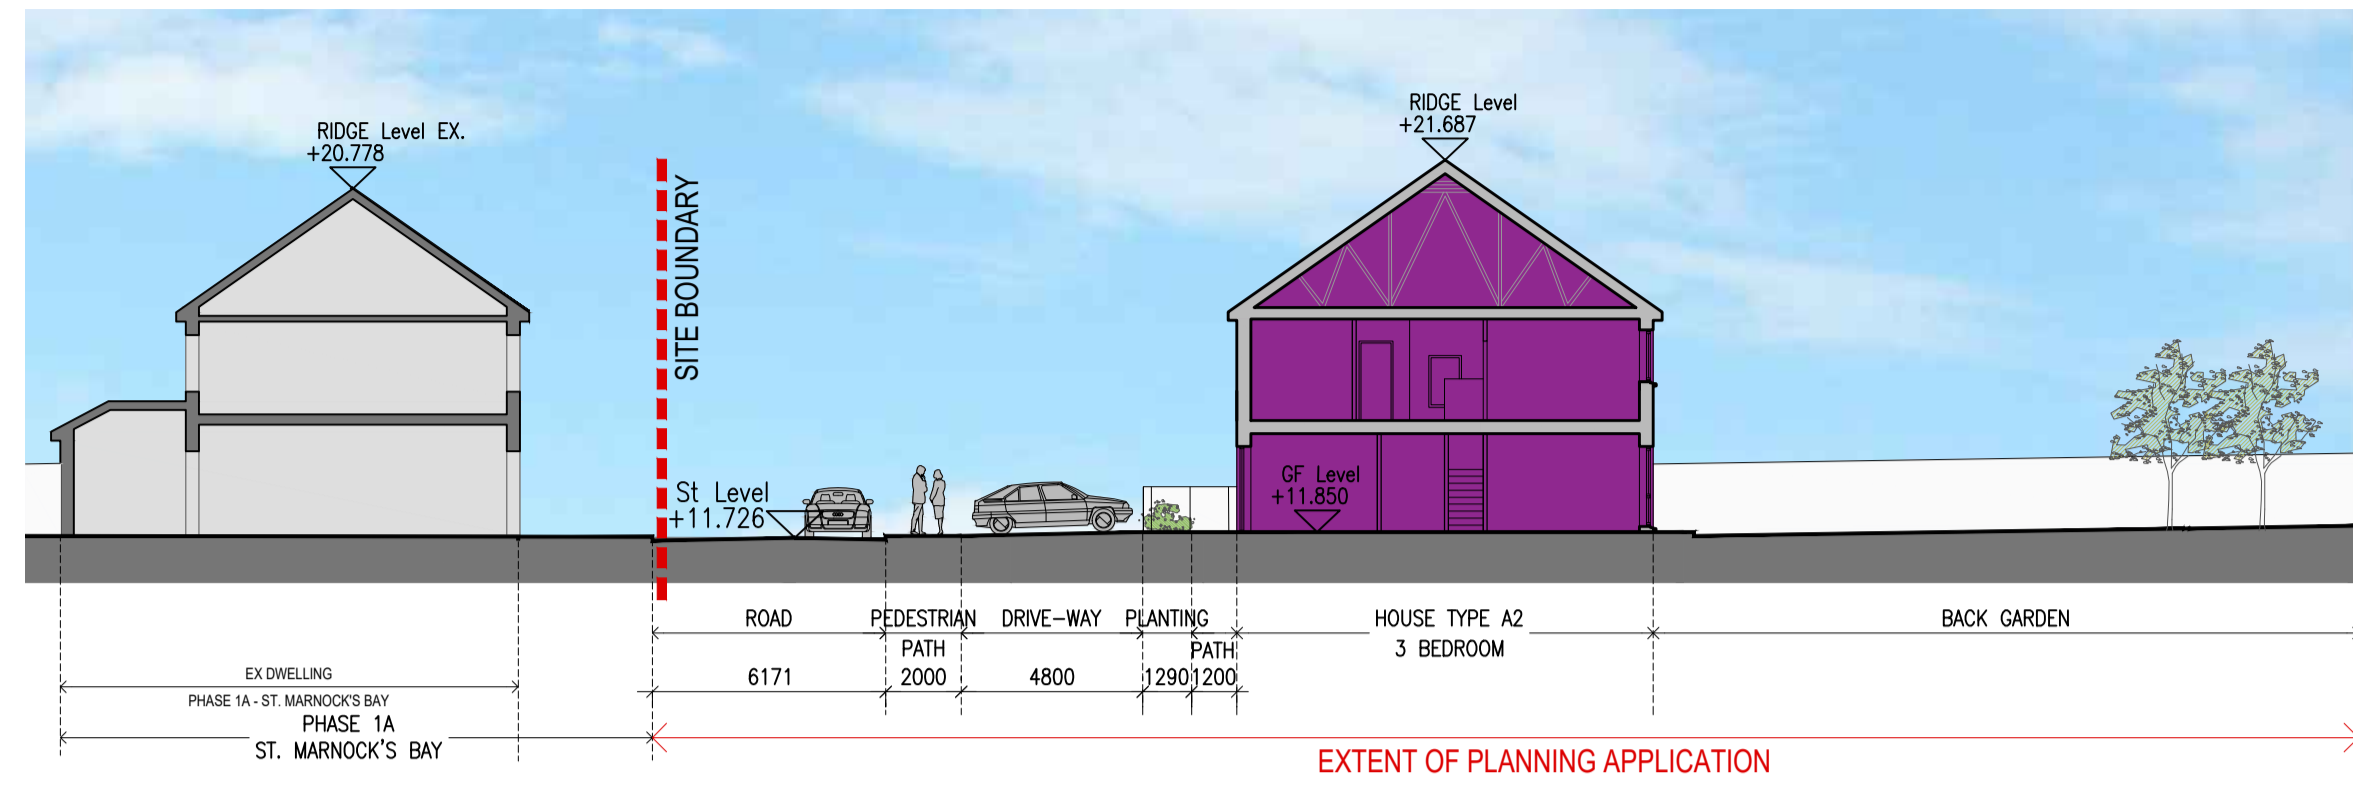 RIDGE Level EX.
+20.778
SITE BOUNDARY
RIDGE Level
+21.687
St Level
+11.726
GF Level
+11.850
ROAD
PEDESTRIAN
PATH
DRIVE-WAY
PLANTING
PATH
HOUSE TYPE A2
3 BEDROOM
BACK GARDEN
6171
2000
4800
1290
1200
EX DWELLING
PHASE 1A - ST. MARNOCK'S BAY
PHASE 1A
ST. MARNOCK'S BAY
EXTENT OF PLANNING APPLICATION